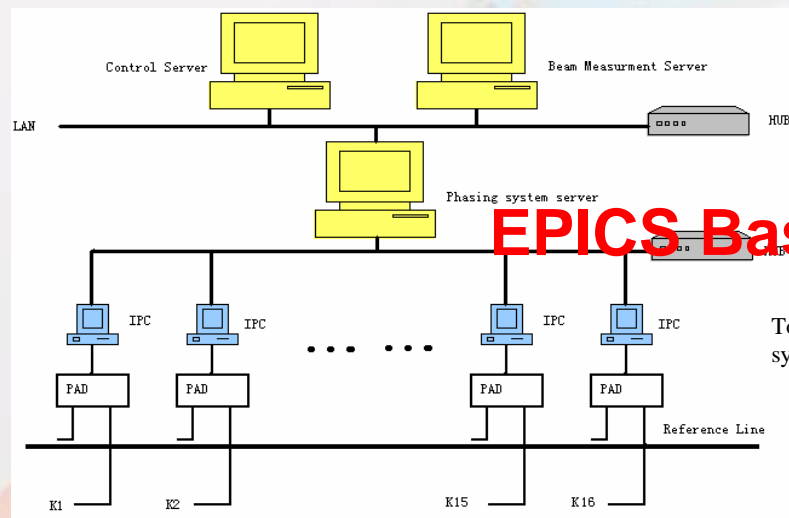 Control Server
Beam Measurment Server
LAN
HUB
Phasing system server
EPICS Bas
IPC
IPC
IPC
IPC
To
sy
PAD
PAD
PAD
PAD
Reference Line
K1
K2
K15
K16